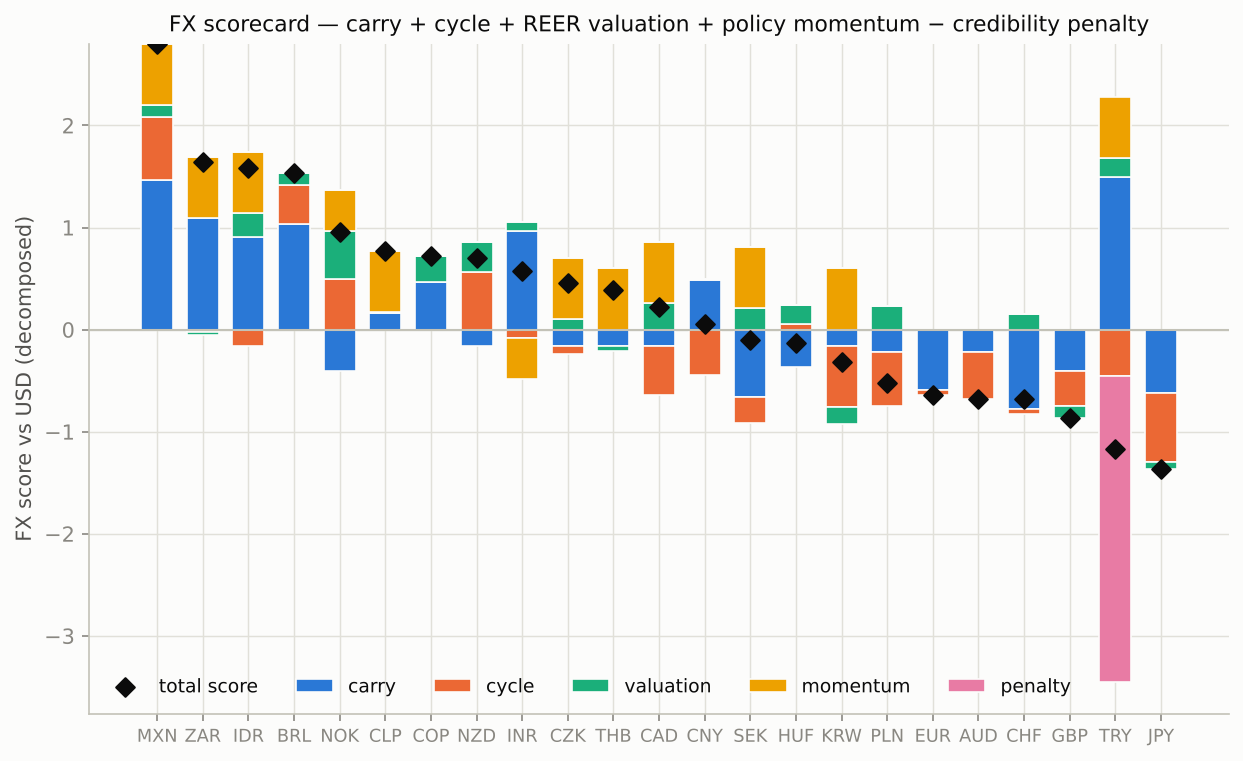 FX scorecard — carry + cycle + REER valuation + policy momentum − credibility penalty
FX score vs USD (decomposed)
2
1
0
−1
−2
−3
total score
carry
cycle
valuation
momentum
penalty
MXN ZAR IDR BRL NOK CLP COP NZD INR CZK THB CAD CNY SEK HUF KRW PLN EUR AUD CHF GBP TRY JPY